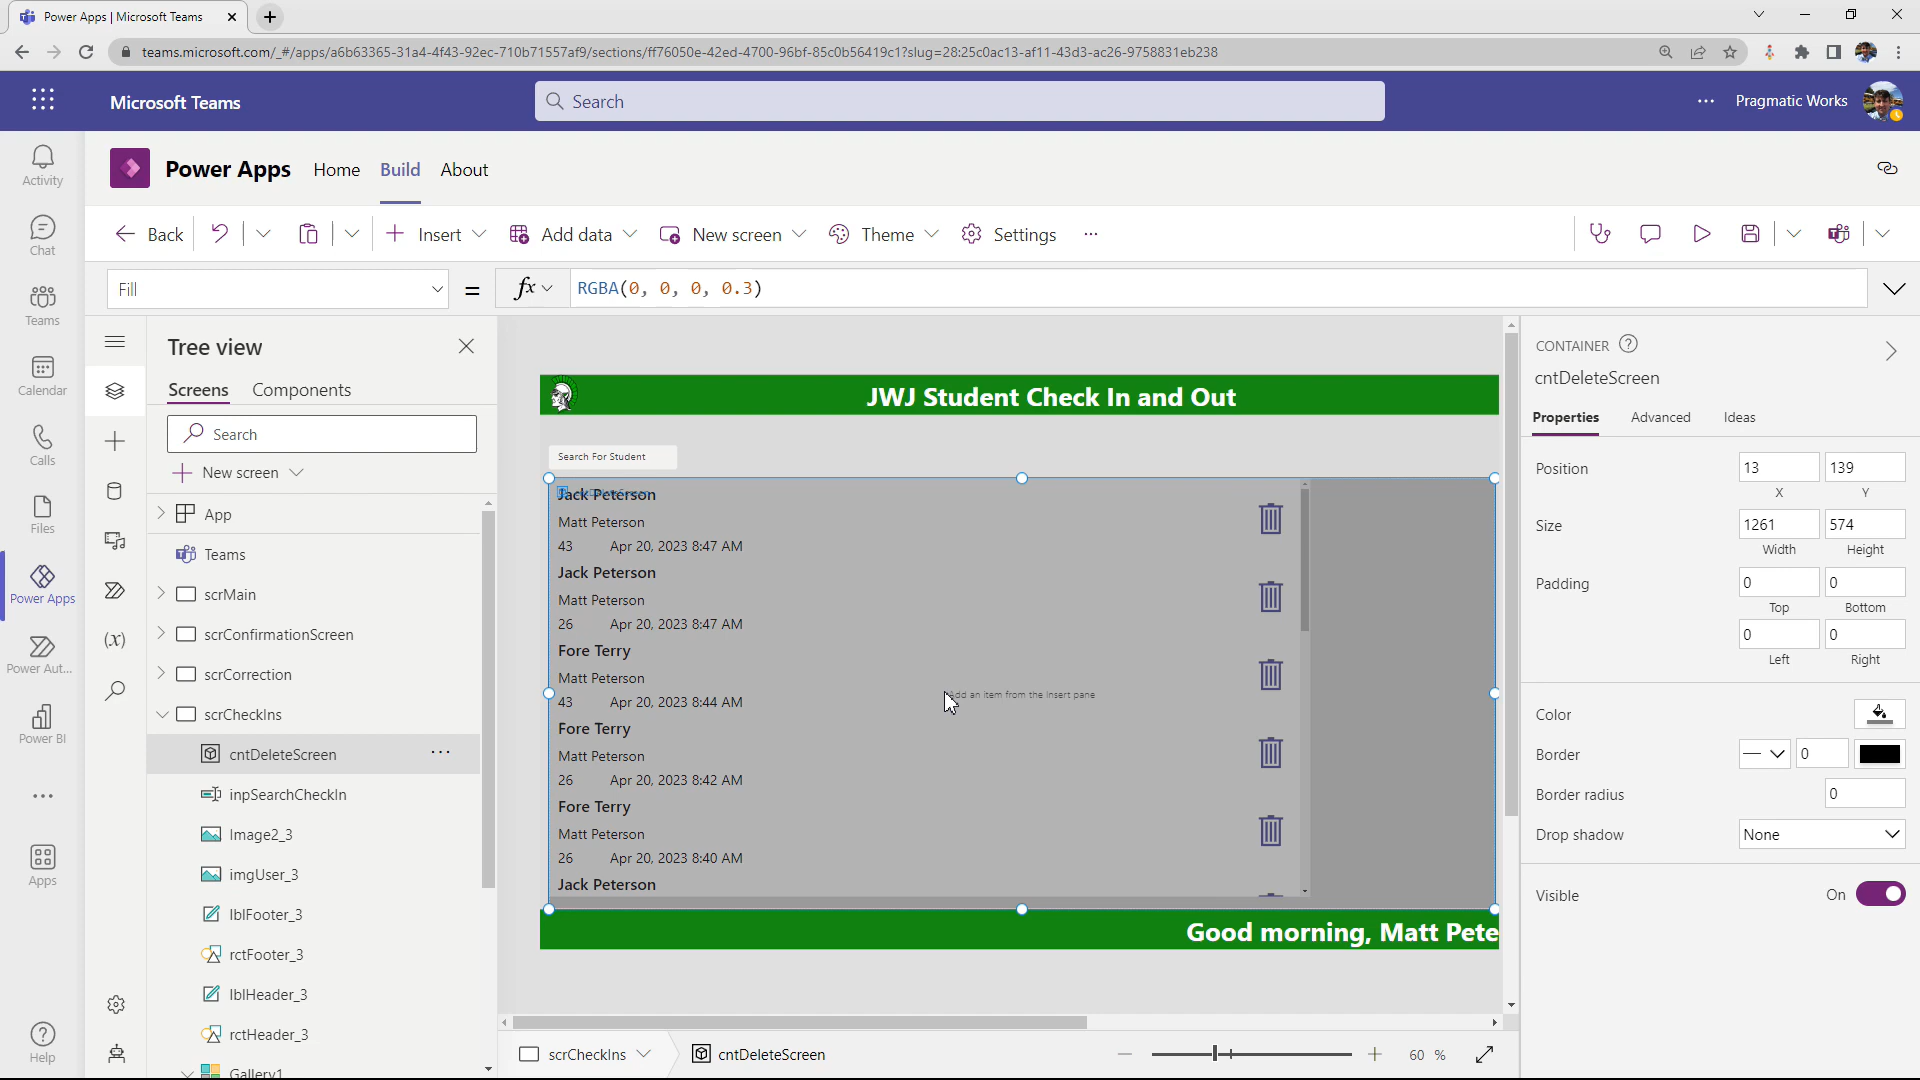 Power Apps | Microsoft Teams
teams.microsoft.com/_#/apps/a6b63365-31a4-4f43-92ec-710b71557af9/sections/ff76050e-42ed-4700-96bf-85c0b56419c1?slug=28:25c0ac13-af11-43d3-ac26-9758831eb238
Microsoft Teams
Search
Pragmatic Works
Power Apps
Home
Build
About
Back
Insert
Add data
New screen
Theme
Settings
Fill
=
fx
RGBA(0, 0, 0, 0.3)
Activity
Chat
Teams
Calendar
Calls
Files
Power Apps
Power Aut...
Power BI
Apps
Help
Tree view
Screens
Components
Search
New screen
App
Teams
scrMain
scrConfirmationScreen
scrCorrection
scrCheckIns
cntDeleteScreen
inpSearchCheckIn
Image2_3
imgUser_3
lblFooter_3
rctFooter_3
lblHeader_3
rctHeader_3
Gallery1
JWJ Student Check In and Out
Search For Student
Jack Peterson
Matt Peterson
43 Apr 20, 2023 8:47 AM
Jack Peterson
Matt Peterson
26 Apr 20, 2023 8:47 AM
Fore Terry
Matt Peterson
43 Apr 20, 2023 8:44 AM
Fore Terry
Matt Peterson
26 Apr 20, 2023 8:42 AM
Fore Terry
Matt Peterson
26 Apr 20, 2023 8:40 AM
Jack Peterson
Add an item from the insert pane
Good morning, Matt Pete
scrCheckIns
cntDeleteScreen
60 %
CONTAINER
cntDeleteScreen
Properties
Advanced
Ideas
Position
13
139
X
Y
Size
1261
574
Width
Height
Padding
0
0
Top
Bottom
0
0
Left
Right
Color
Border
0
Border radius
0
Drop shadow
None
Visible
On